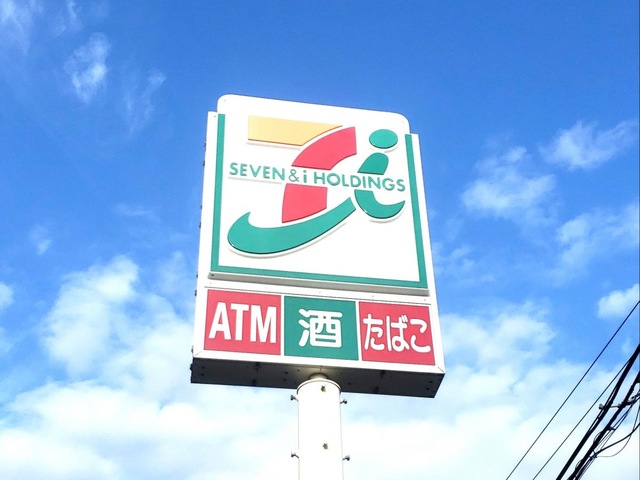 SEVEN & i HOLDINGS
ATM 酒 たばこ